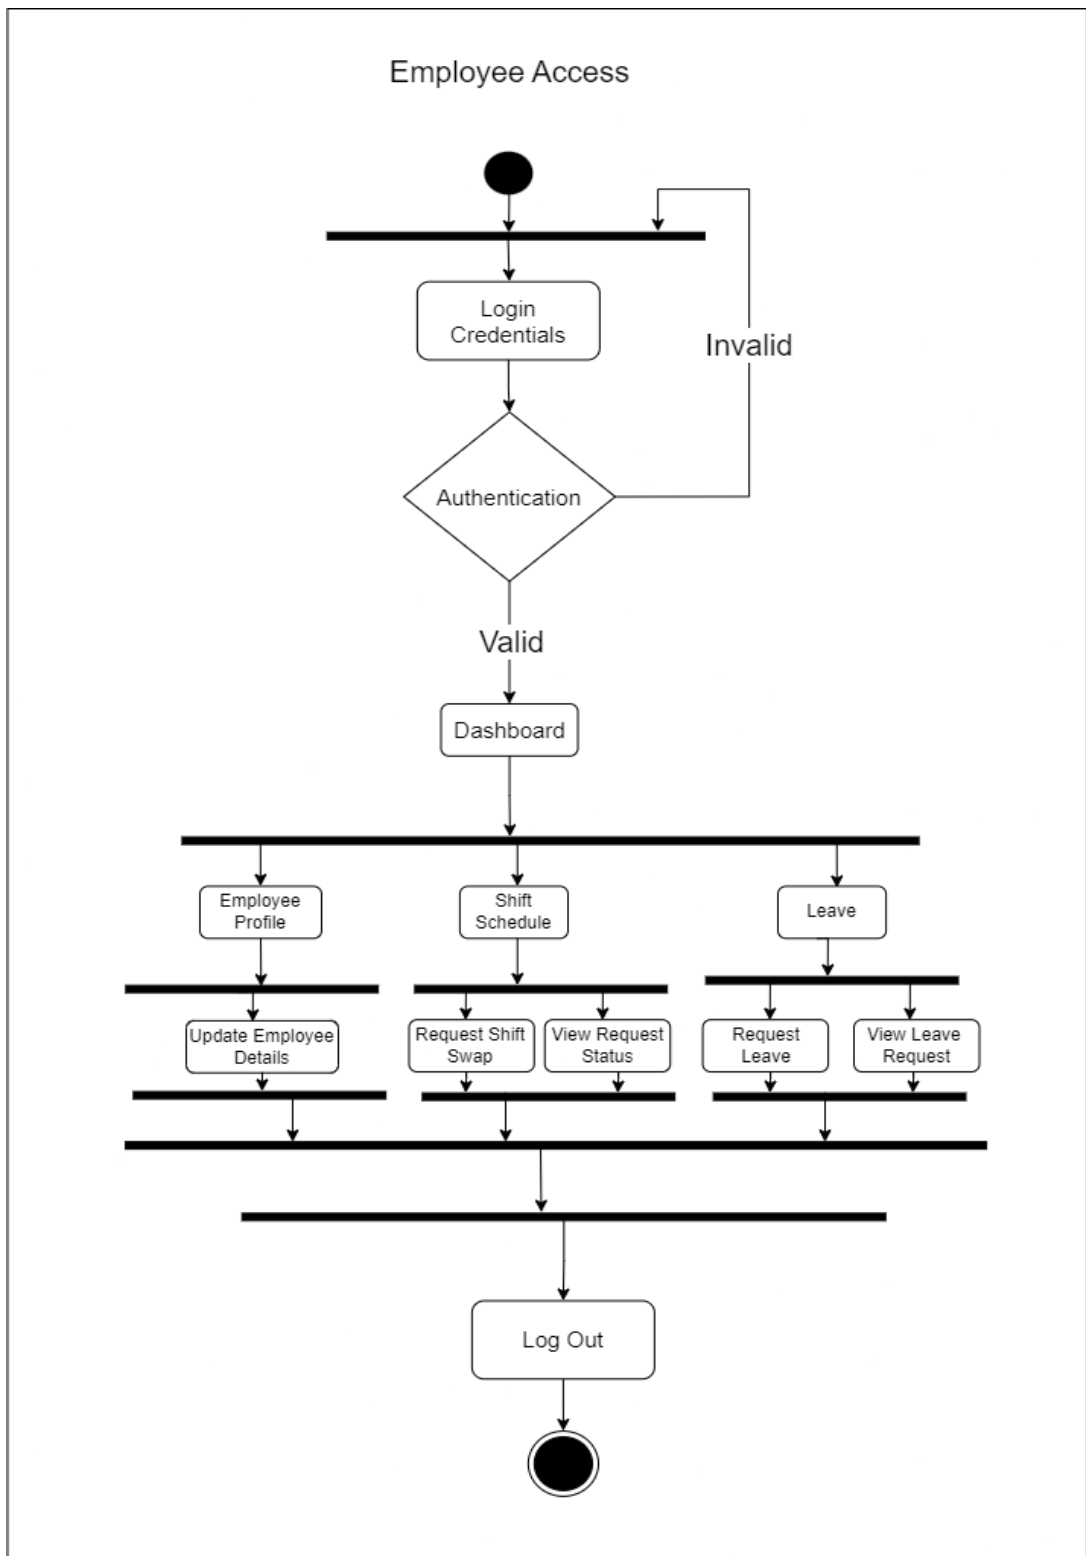 Employee Access
Login
Credentials
Invalid
Authentication
Valid
Dashboard
Employee
Profile
Shift
Schedule
Leave
Update Employee
Details
Request Shift
Swap
View Request
Status
Request
Leave
View Leave
Request
Log Out